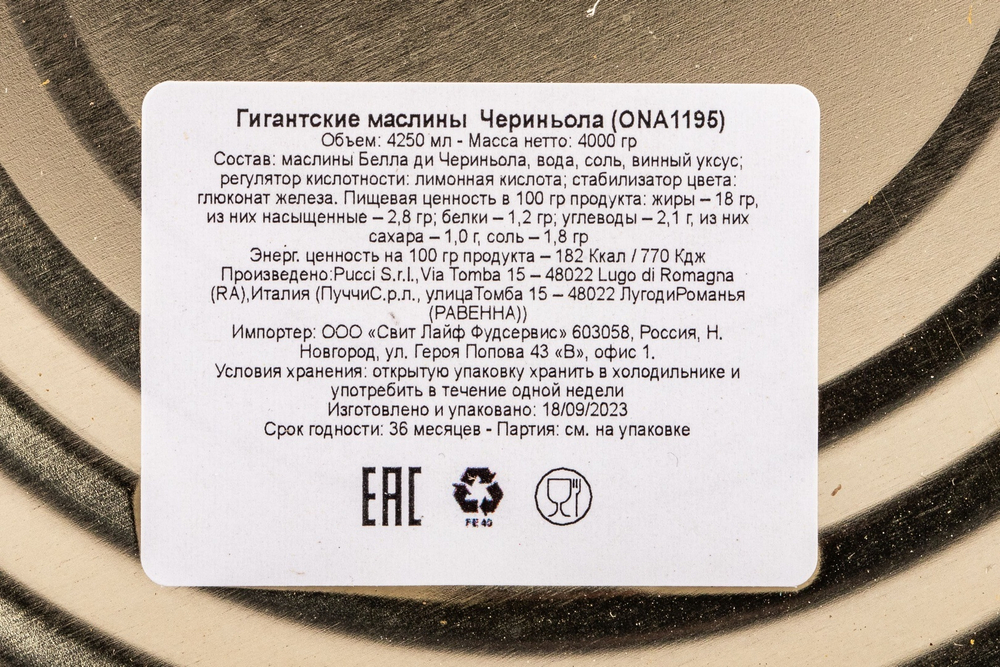 Гигантские маслины Чериньола (ONA1195)
Объем: 4250 мл - Масса нетто: 4000 гр
Состав: маслины Белла ди Чериньола, вода, соль, винный уксус;
регулятор кислотности: лимонная кислота; стабилизатор цвета:
глюконат железа. Пищевая ценность в 100 гр продукта: жиры – 18 гр,
из них насыщенные – 2,8 гр; белки – 1,2 гр; углеводы – 2,1 г, из них
сахара – 1,0 г, соль – 1,8 гр
Энерг. ценность на 100 гр продукта – 182 Ккал / 770 Кдж
Произведено:Pucci S.r.l.,Via Tomba 15 – 48022 Lugo di Romagna
(RA),Италия (ПуччиС.р.л., улицаТомба 15 – 48022 ЛугодиРоманья
(РАВЕННА))
Импортер: ООО «Свит Лайф Фудсервис» 603058, Россия, Н.
Новгород, ул. Героя Попова 43 «В», офис 1.
Условия хранения: открытую упаковку хранить в холодильнике и
употребить в течение одной недели
Изготовлено и упаковано: 18/09/2023
Срок годности: 36 месяцев - Партия: см. на упаковке
EAC
FE 40